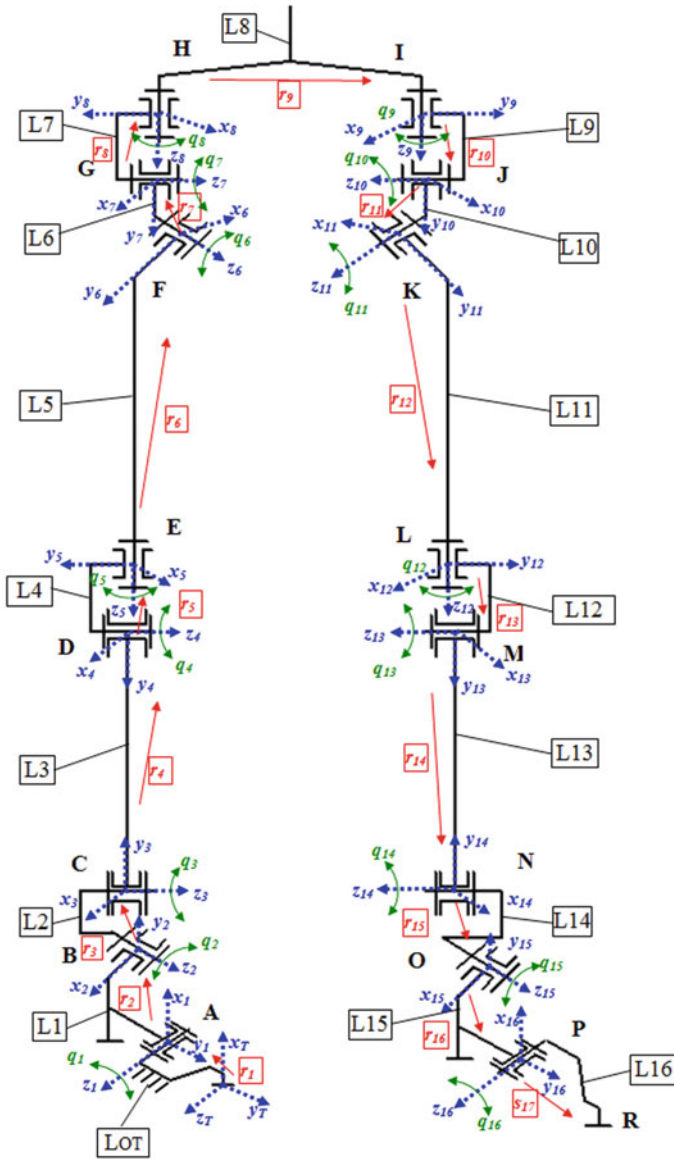 L8
H I
r9
y8 q9 y9
L7 q8 x8 x9 L9
r8 z8 q7 z9 r10
G z7 q10 z10 J
x7 r7 x6 r11 x10
L6 y7 q6 x11 y10 L10
z6 z11
y6 F q11 K y11
L5 r6 r12 L11
E L
y5 q12 y12
q5 x5 x12
L4 z5 r5 z12 L12
z4 z13 r13
D x4 q4 q13 M
y4 y13 x13
L3 r4 r14 L13
y3 y14
C q3 q14 N
x3 z3 z14 x14
L2 y2 r15 L14
B r3 q2 O y15
z2 q15
x2 r2 x15 z15
L1 x1 A L15 x16 P
r16
q1 y1 r1 xT L16
z1 y16
zT yT z16 s17
LOT q16 R